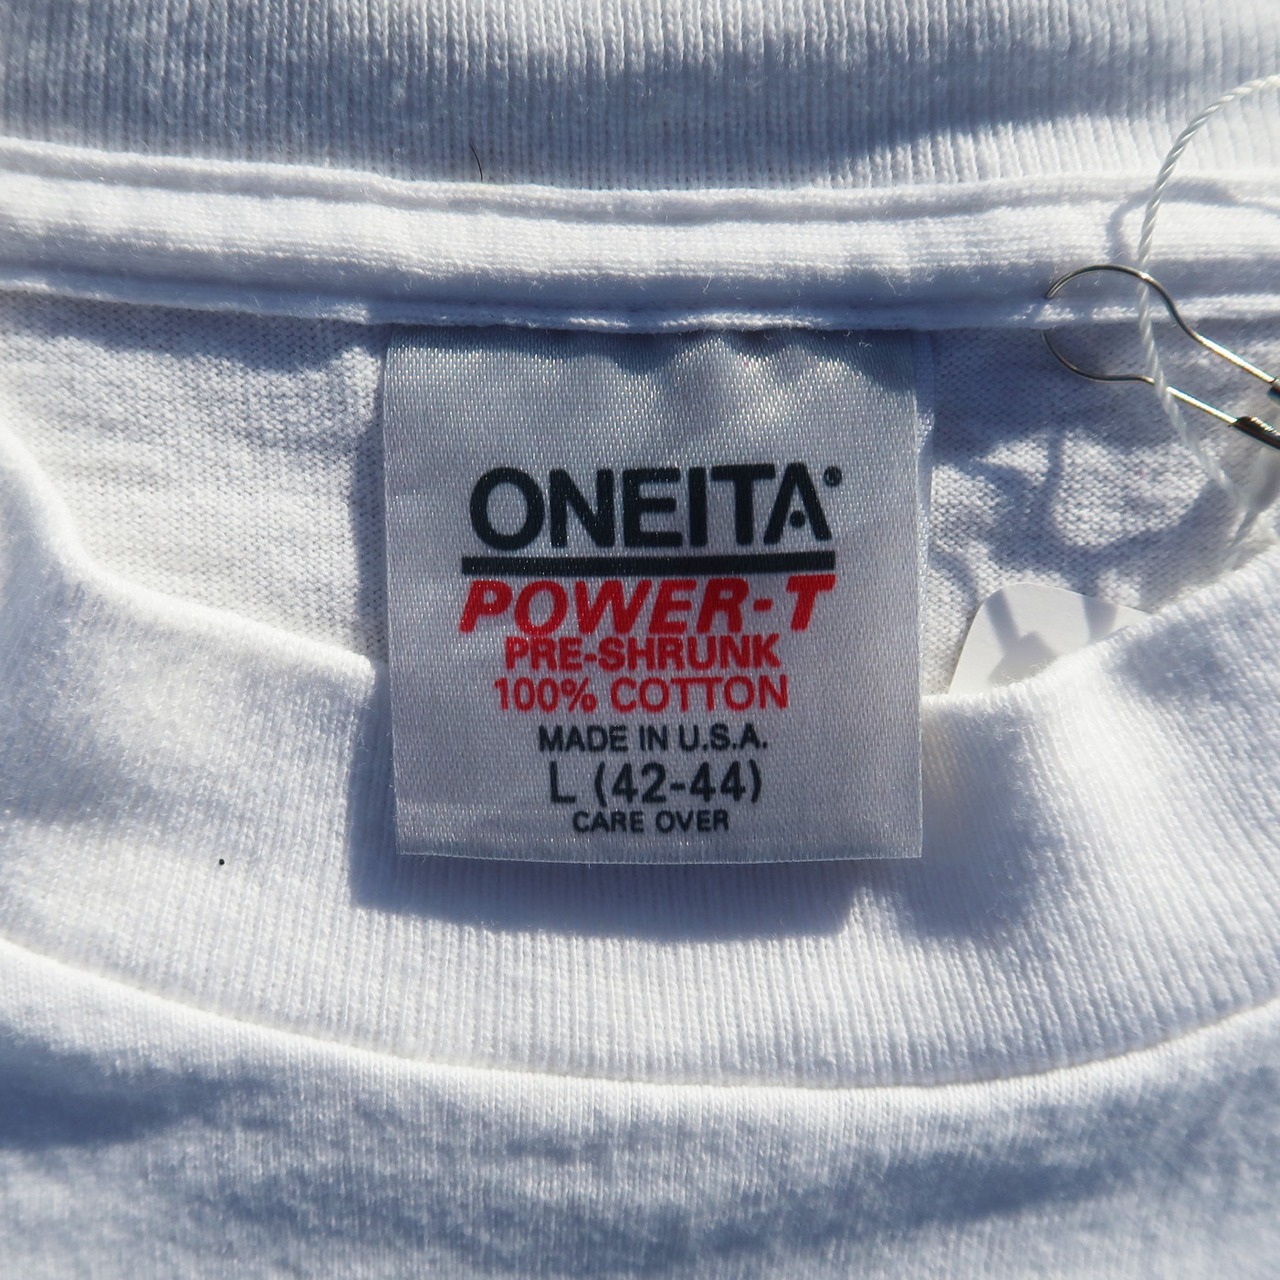 ONEITA®
POWER-T
PRE-SHRUNK
100% COTTON
MADE IN U.S.A.
L (42-44)
CARE OVER